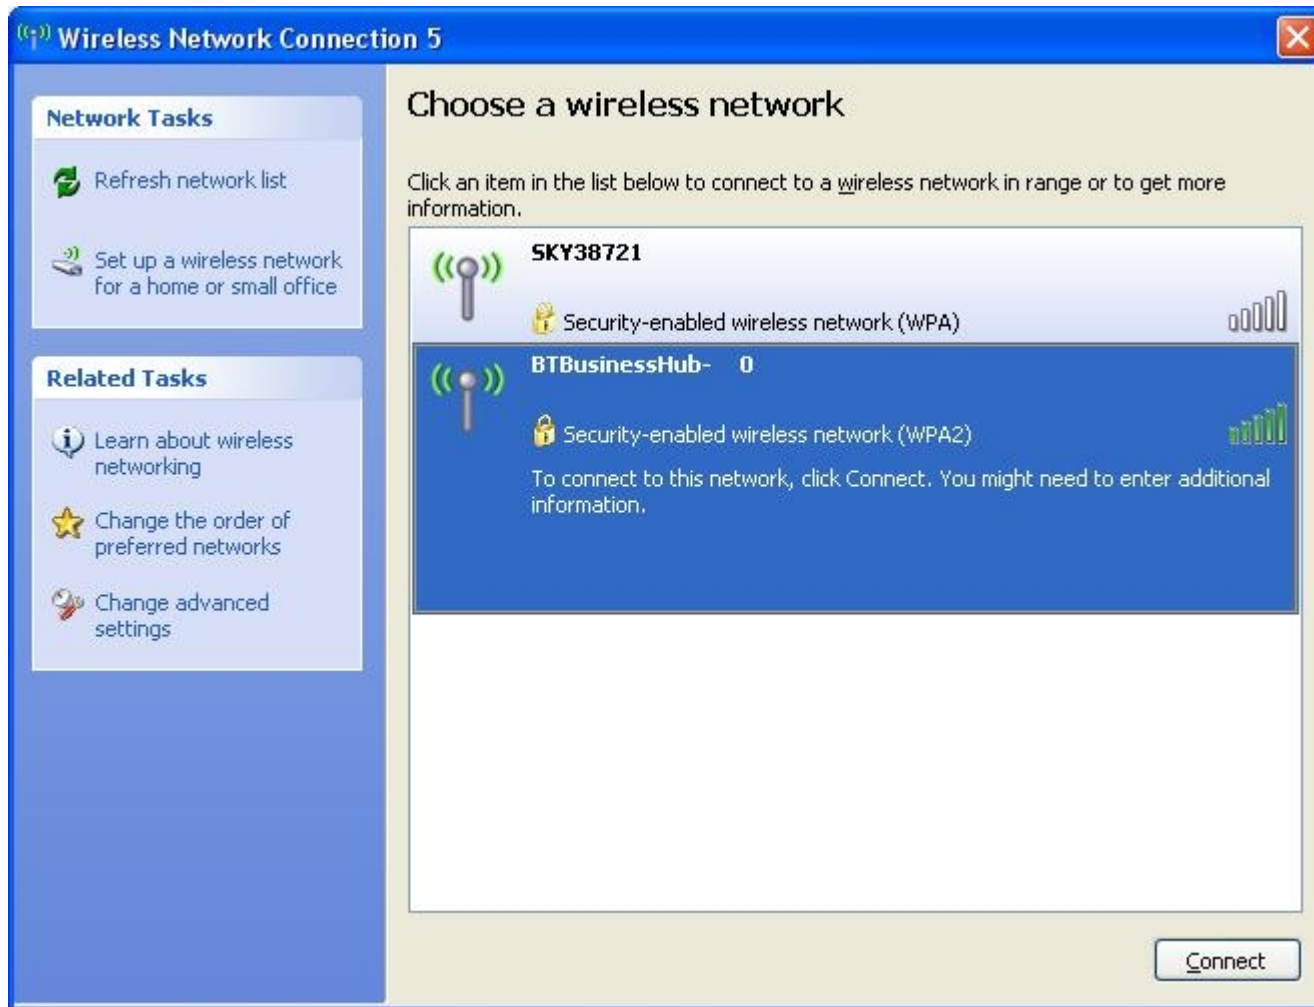 Wireless Network Connection 5
Network Tasks
Refresh network list
Set up a wireless network
for a home or small office
Related Tasks
Learn about wireless
networking
Change the order of
preferred networks
Change advanced
settings
Choose a wireless network
Click an item in the list below to connect to a wireless network in range or to get more
information.
SKY38721
Security-enabled wireless network (WPA)
BTBusinessHub- 0
Security-enabled wireless network (WPA2)
To connect to this network, click Connect. You might need to enter additional
information.
Connect